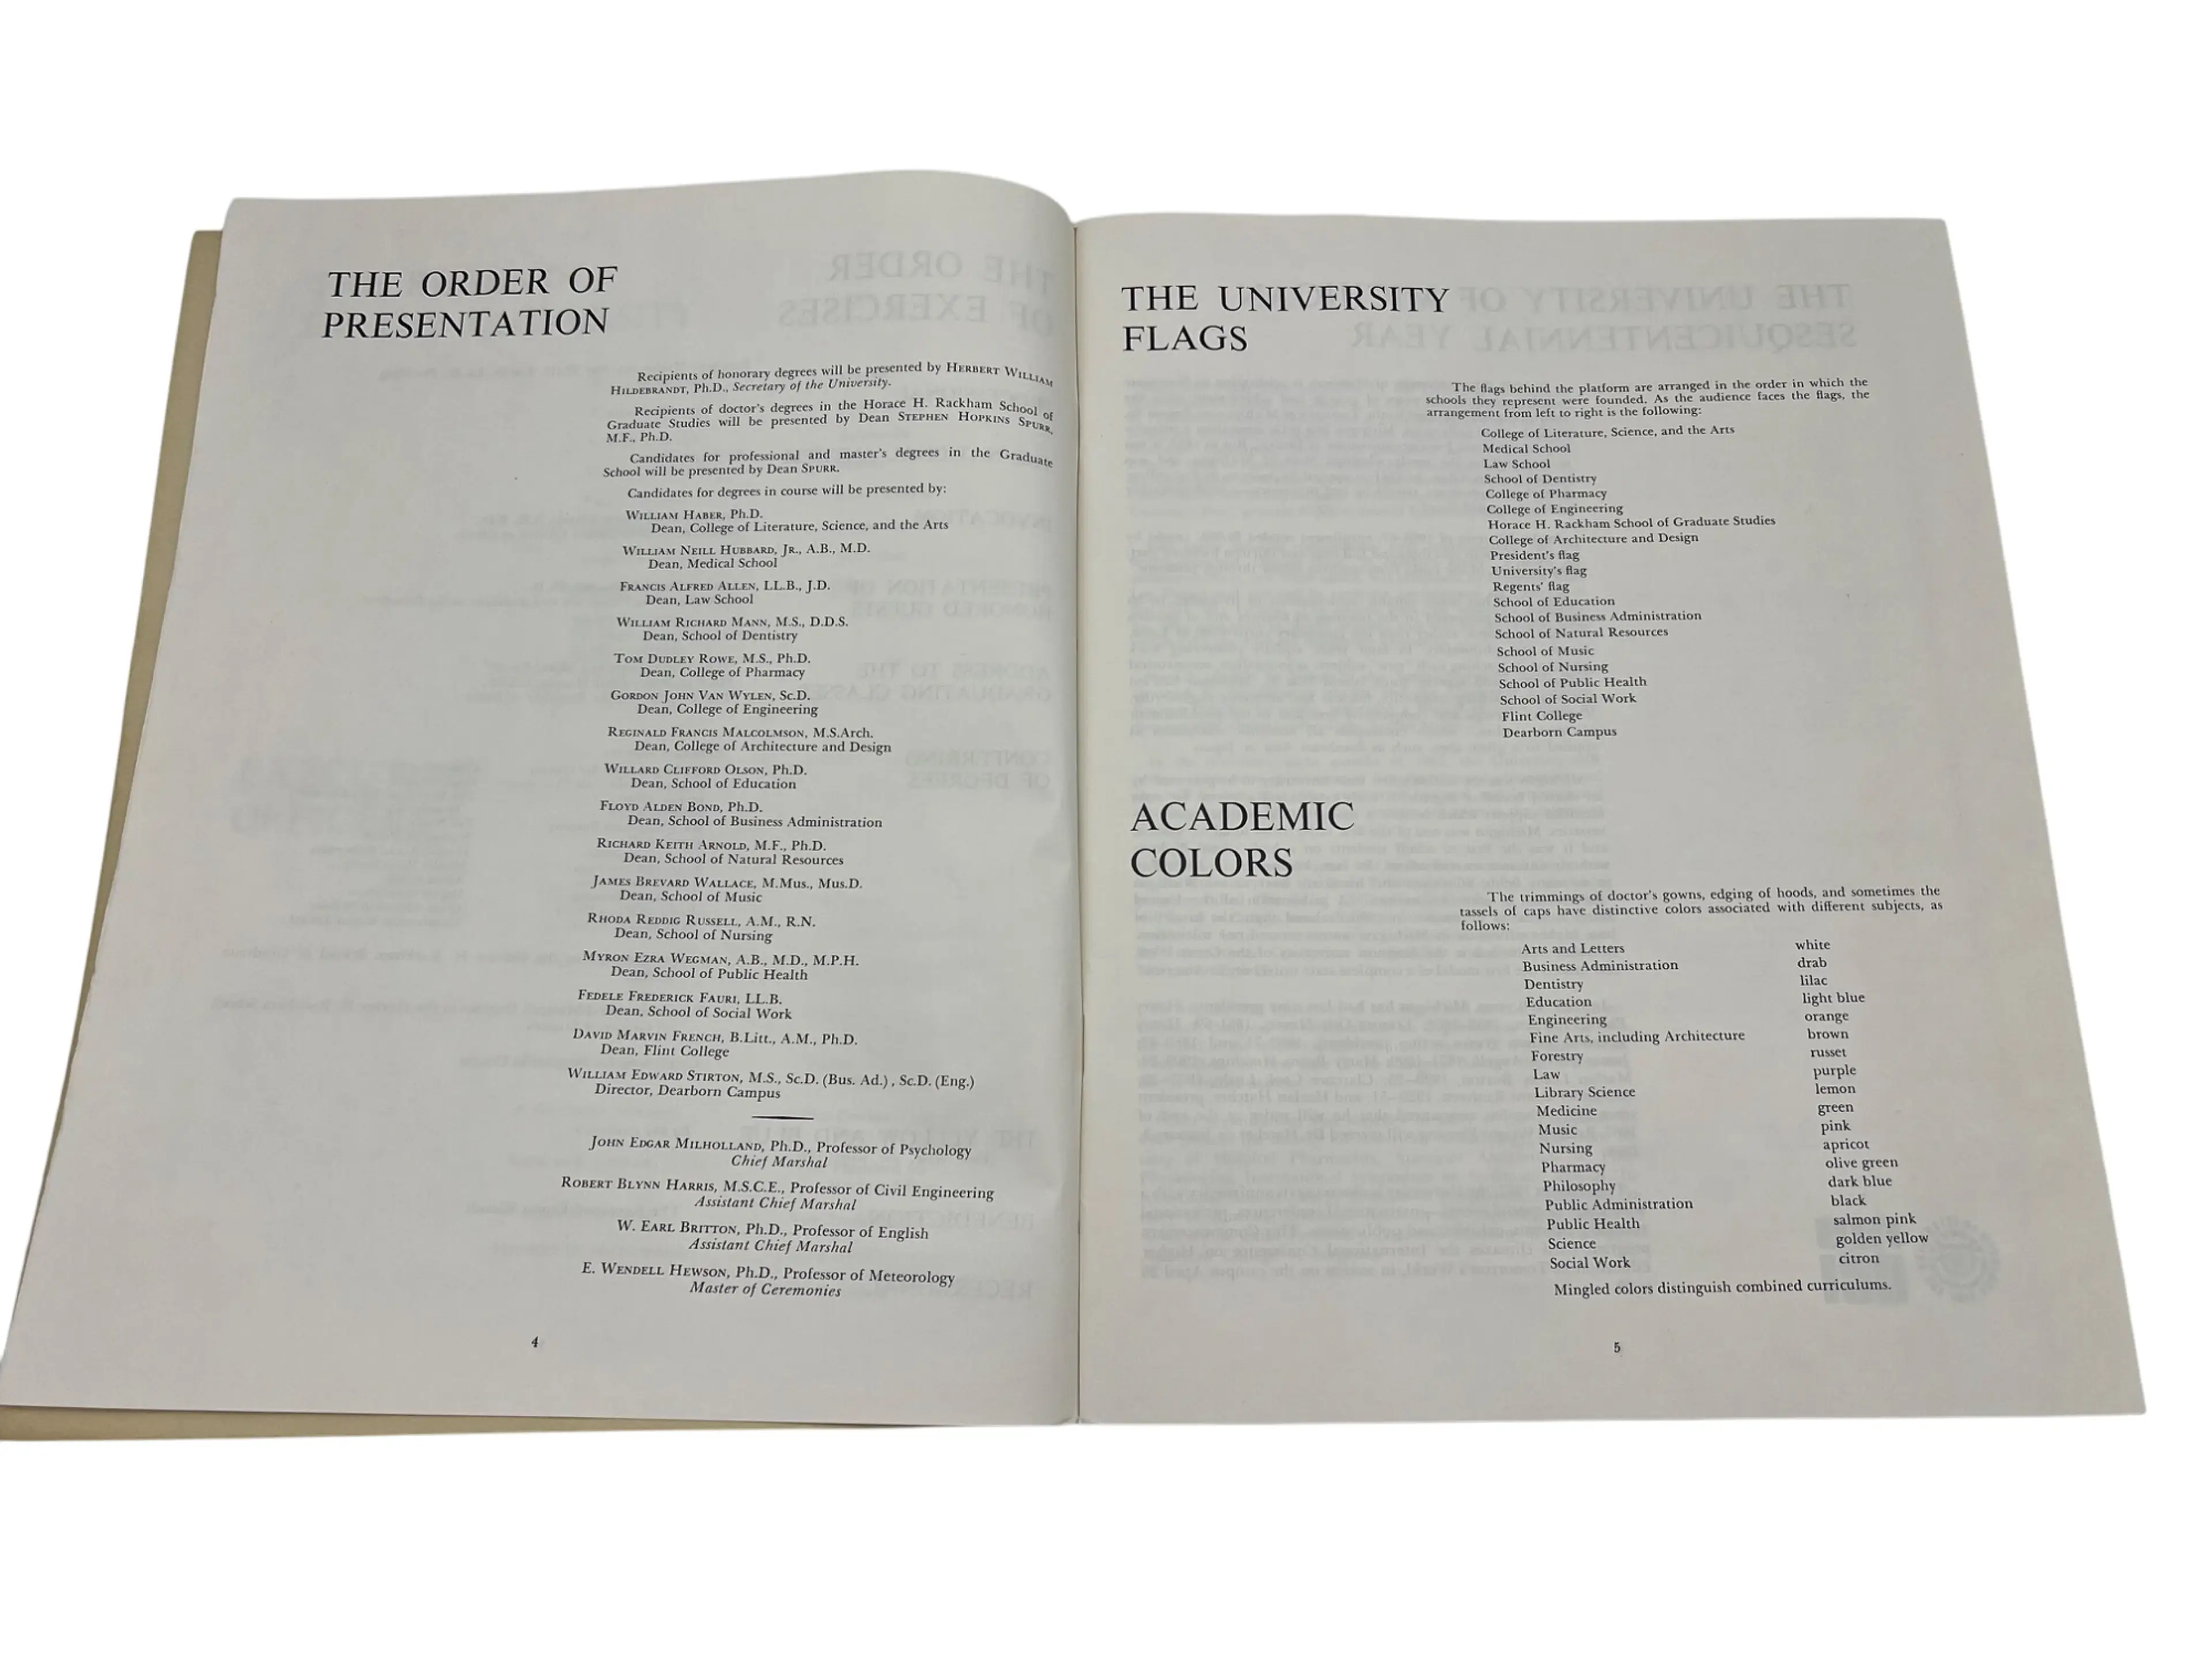 THE ORDER OF
PRESENTATION
Recipients of honorary degrees will be presented by HERBERT WILLIAM
HILDEBRANDT, Ph.D., Secretary of the University.
Recipients of doctor's degrees in the Horace H. Rackham School of
Graduate Studies will be presented by Dean STEPHEN HOPKINS SPURR,
M.F., Ph.D.
Candidates for professional and master's degrees in the Graduate
School will be presented by Dean SPURR.
Candidates for degrees in course will be presented by:
WILLIAM HABER, Ph.D.
Dean, College of Literature, Science, and the Arts
WILLIAM NEILL HUBBARD, JR., A.B., M.D.
Dean, Medical School
FRANCIS ALFRED ALLEN, LL.B., J.D.
Dean, Law School
WILLIAM RICHARD MANN, M.S., D.D.S.
Dean, School of Dentistry
TOM DUDLEY ROWE, M.S., Ph.D.
Dean, College of Pharmacy
GORDON JOHN VAN WYLEN, Sc.D.
Dean, College of Engineering
REGINALD FRANCIS MALCOLMSON, M.S.Arch.
Dean, College of Architecture and Design
WILLARD CLIFFORD OLSON, Ph.D.
Dean, School of Education
FLOYD ALDEN BOND, Ph.D.
Dean, School of Business Administration
RICHARD KEITH ARNOLD, M.F., Ph.D.
Dean, School of Natural Resources
JAMES BREVARD WALLACE, M.Mus., Mus.D.
Dean, School of Music
RHODA REDDIG RUSSELL, A.M., R.N.
Dean, School of Nursing
MYRON EZRA WEGMAN, A.B., M.D., M.P.H.
Dean, School of Public Health
FEDELE FREDERICK FAURI, LL.B.
Dean, School of Social Work
DAVID MARVIN FRENCH, B.Litt., A.M., Ph.D.
Dean, Flint College
WILLIAM EDWARD STIRTON, M.S., Sc.D. (Bus. Ad.), Sc.D. (Eng.)
Director, Dearborn Campus
JOHN EDGAR MILHOLLAND, Ph.D., Professor of Psychology
Chief Marshal
ROBERT BLYNN HARRIS, M.S.C.E., Professor of Civil Engineering
Assistant Chief Marshal
W. EARL BRITTON, Ph.D., Professor of English
Assistant Chief Marshal
E. WENDELL HEWSON, Ph.D., Professor of Meteorology
Master of Ceremonies
4
THE UNIVERSITY
FLAGS
The flags behind the platform are arranged in the order in which the
schools they represent were founded. As the audience faces the flags, the
arrangement from left to right is the following:
College of Literature, Science, and the Arts
Medical School
Law School
School of Dentistry
College of Pharmacy
College of Engineering
Horace H. Rackham School of Graduate Studies
College of Architecture and Design
President's flag
University's flag
Regents' flag
School of Education
School of Business Administration
School of Natural Resources
School of Music
School of Nursing
School of Public Health
School of Social Work
Flint College
Dearborn Campus
ACADEMIC
COLORS
The trimmings of doctor's gowns, edging of hoods, and sometimes the
tassels of caps have distinctive colors associated with different subjects, as
follows:
Arts and Letters white
Business Administration drab
Dentistry lilac
Education light blue
Engineering orange
Fine Arts, including Architecture brown
Forestry russet
Law purple
Library Science lemon
Medicine green
Music pink
Nursing apricot
Pharmacy olive green
Philosophy dark blue
Public Administration black
Public Health salmon pink
Science golden yellow
Social Work citron
Mingled colors distinguish combined curriculums.
5